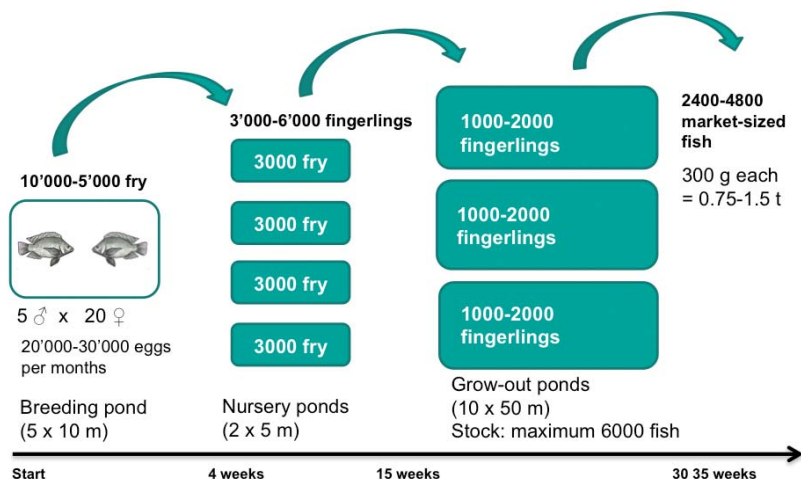 10'000-5'000 fry
5 ♂ x 20 ♀
20'000-30'000 eggs
per months
Breeding pond
(5 x 10 m)
3'000-6'000 fingerlings
3000 fry
3000 fry
3000 fry
3000 fry
Nursery ponds
(2 x 5 m)
1000-2000
fingerlings
1000-2000
fingerlings
1000-2000
fingerlings
Grow-out ponds
(10 x 50 m)
Stock: maximum 6000 fish
2400-4800
market-sized
fish
300 g each
= 0.75-1.5 t
Start
4 weeks
15 weeks
30 35 weeks